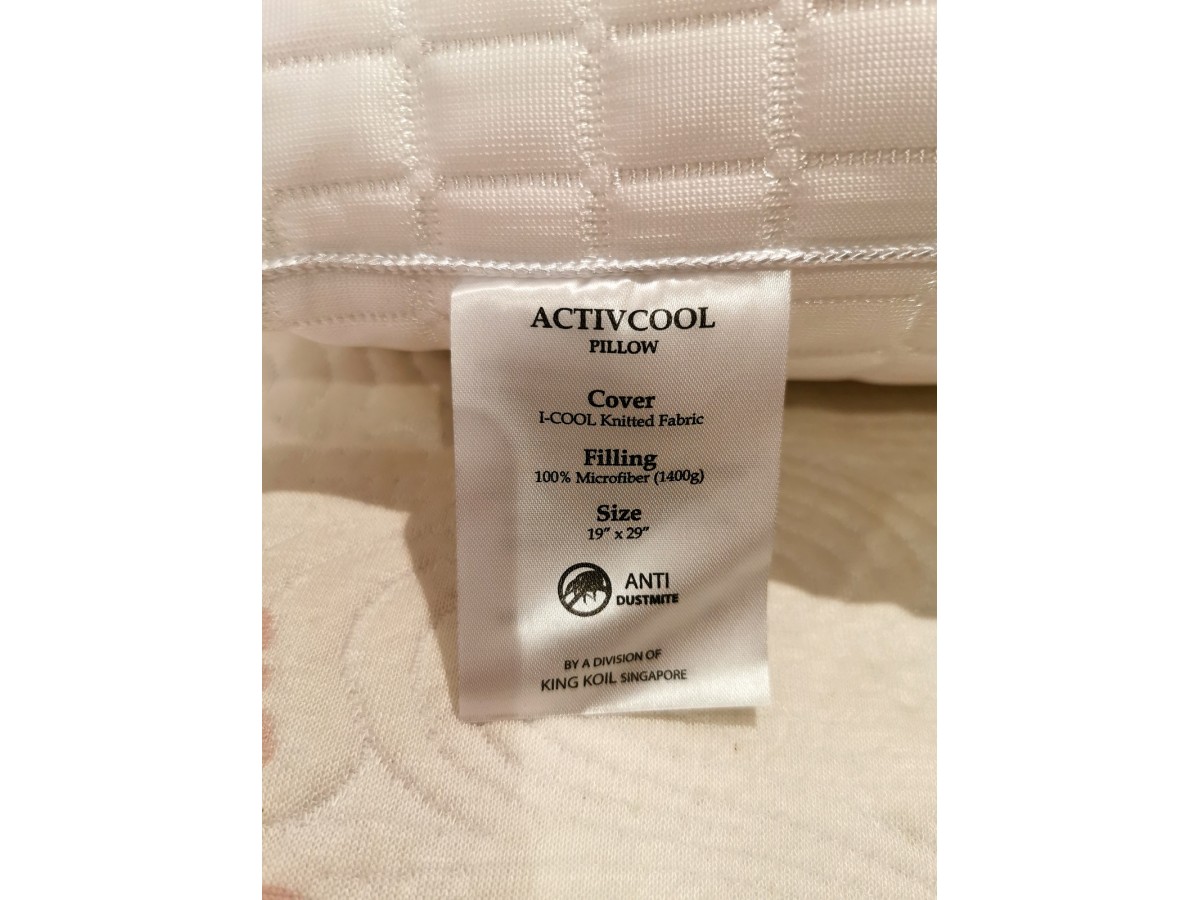 ACTIVCOOL
PILLOW
Cover
I-COOL Knitted Fabric
Filling
100% Microfiber (1400g)
Size
19" x 29"
ANTI
DUSTMITE
BY A DIVISION OF
KING KOIL SINGAPORE